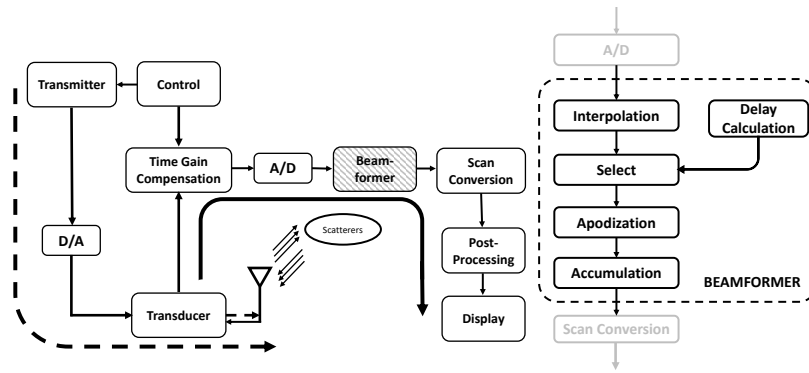 Transmitter
Control
Time Gain
Compensation
A/D
Beam-
former
Scan
Conversion
D/A
Scatterers
Post-
Processing
Transducer
Display
A/D
Interpolation
Delay
Calculation
Select
Apodization
Accumulation
BEAMFORMER
Scan Conversion